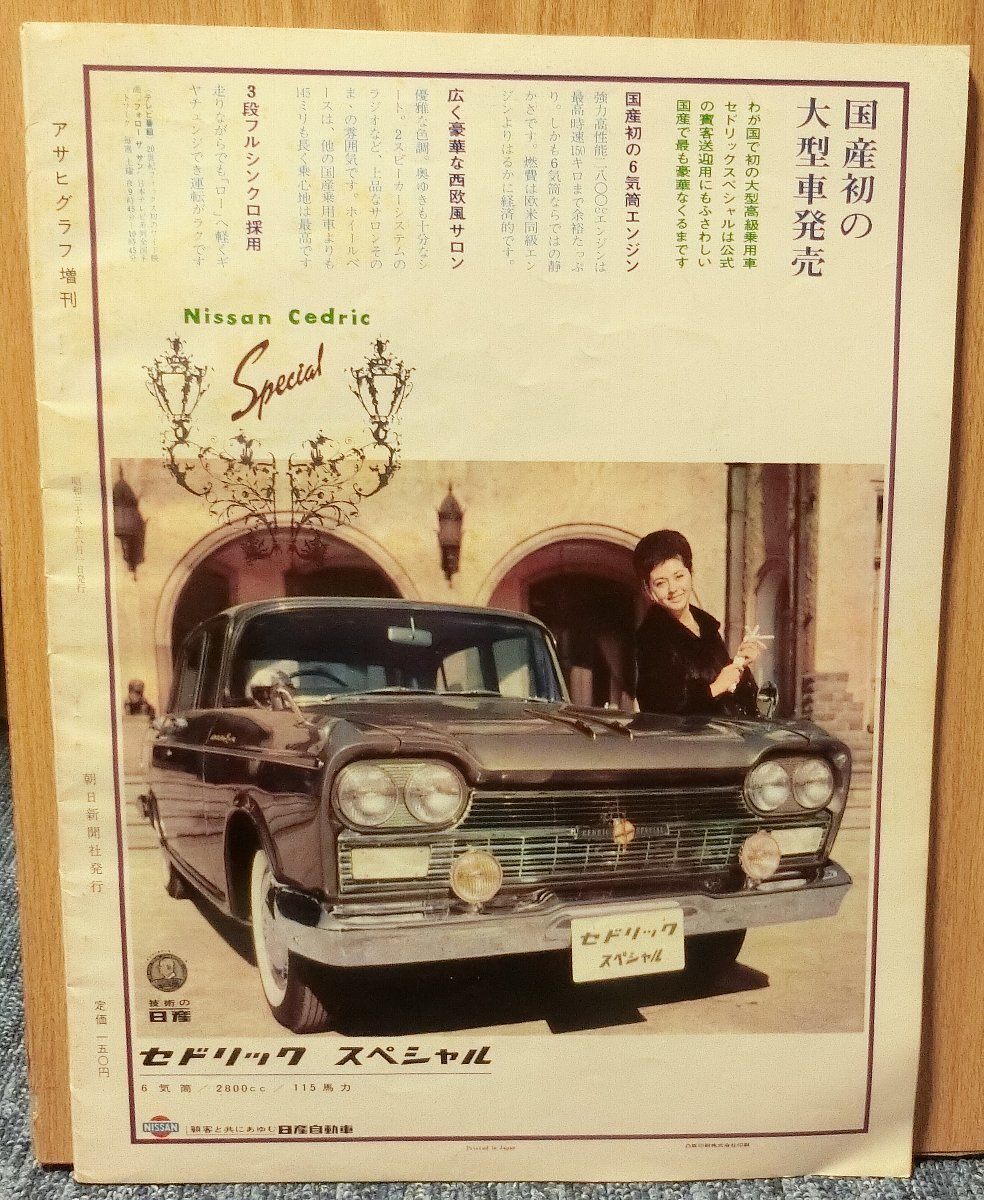 国産初の
大型車発売
わが国で初の大型高級乗用車
セドリックスペシャルは公式
の賓客送迎用にもふさわしい
国産で最も豪華なくるまです
国産初の6気筒エンジン
強力高性能二八〇〇ccエンジンは
最高時速150キロまで余裕たっぷ
り。しかも6気筒ならではの静
かさです。燃費は欧米同級エン
ジンよりはるかに経済的です。
広く豪華な西欧風サロン
優雅な色調。奥ゆきも十分なシ
ート。2スピーカーシステムの
ラジオなど、上品なサロンその
まゝの雰囲気です。ホイールベ
ースは、他の国産乗用車よりも
145ミリも長く乗心地は最高です
3段フルシンクロ採用
走りながらでも「ロー」へ軽くギ
ヤチェンジでき運転がラクです
アサヒグラフ増刊
朝日新聞社発行
定価一五〇円
Nissan Cedric
Special
CEDRIC SPECIAL
セドリック
スペシャル
技術の
日産
セドリック スペシャル
6気筒/2800cc/115馬力
NISSAN 顧客と共にあゆむ 日産自動車
Printed in Japan